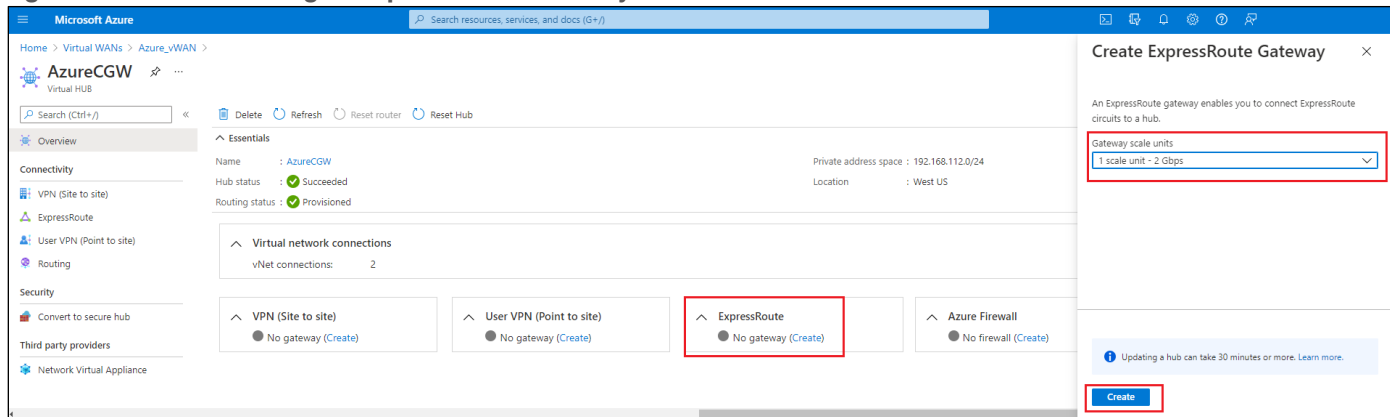 Microsoft Azure
Search resources, services, and docs (G+/)
Home > Virtual WANs > Azure_vWAN >
AzureCGW
Virtual HUB
Search (Ctrl+/)
Overview
Connectivity
VPN (Site to site)
ExpressRoute
User VPN (Point to site)
Routing
Security
Convert to secure hub
Third party providers
Network Virtual Appliance
Delete Refresh Reset router Reset Hub
Essentials
Name : AzureCGW
Hub status : Succeeded
Routing status : Provisioned
Private address space : 192.168.112.0/24
Location : West US
Virtual network connections
vNet connections: 2
VPN (Site to site)
No gateway (Create)
User VPN (Point to site)
No gateway (Create)
ExpressRoute
No gateway (Create)
Azure Firewall
No firewall (Create)
Create ExpressRoute Gateway
An ExpressRoute gateway enables you to connect ExpressRoute
circuits to a hub.
Gateway scale units
1 scale unit - 2 Gbps
Updating a hub can take 30 minutes or more. Learn more.
Create